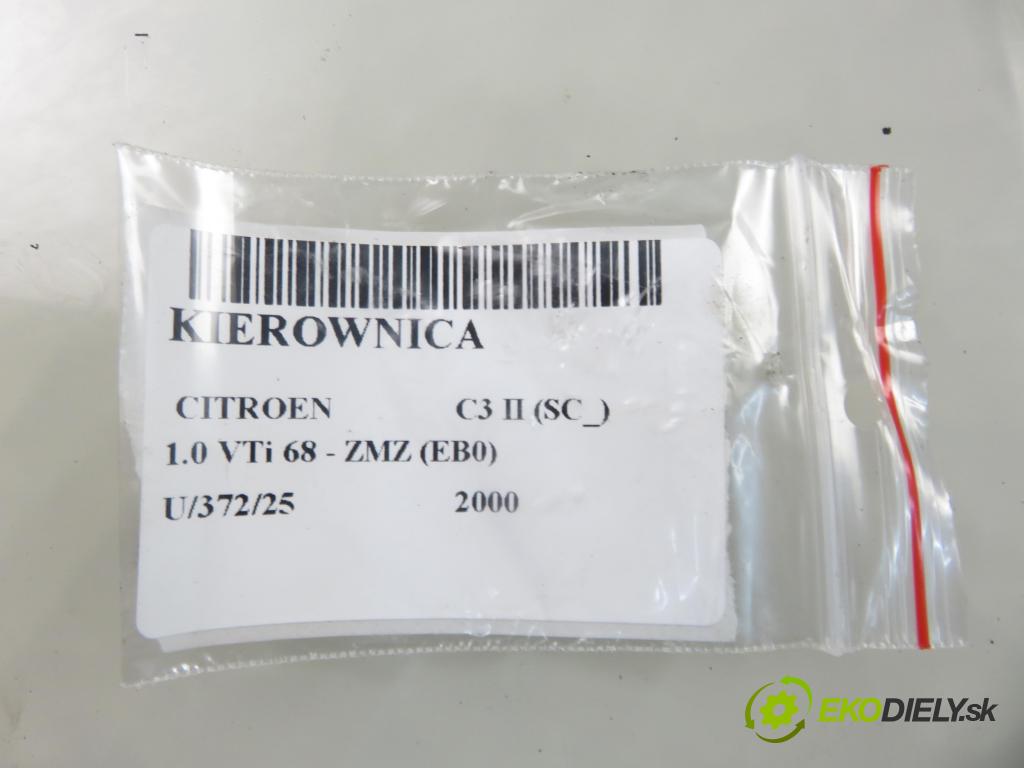 KIEROWNICA
CITROEN C3 II (SC_)
1.0 VTi 68 - ZMZ (EB0)
U/372/25 2000
EKODIELY.sk